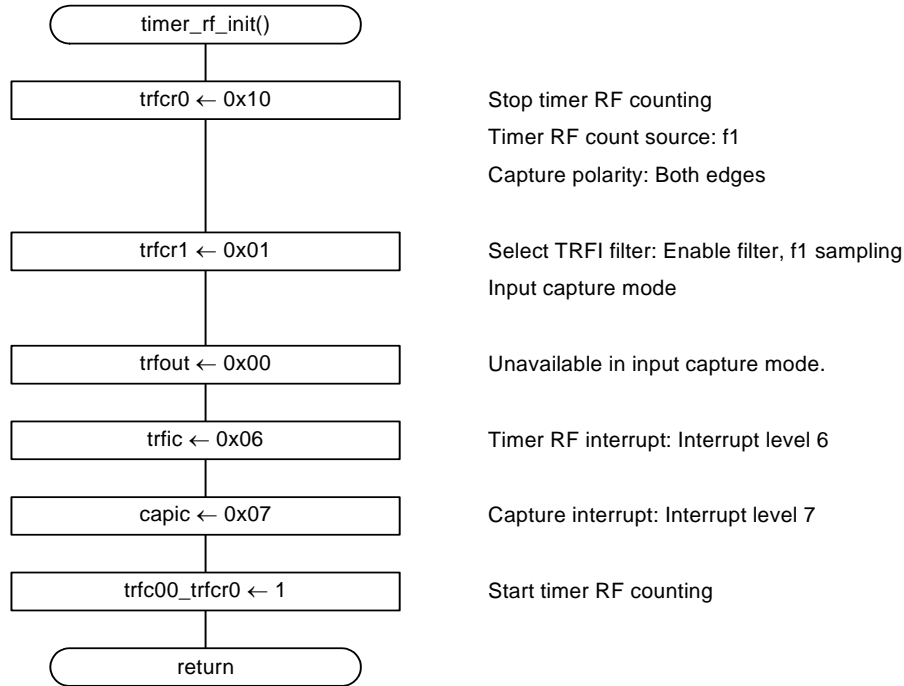 timer_rf_init()
trfcr0 ← 0x10
Stop timer RF counting
Timer RF count source: f1
Capture polarity: Both edges
trfcr1 ← 0x01
Select TRFI filter: Enable filter, f1 sampling
Input capture mode
trfout ← 0x00
Unavailable in input capture mode.
trfic ← 0x06
Timer RF interrupt: Interrupt level 6
capic ← 0x07
Capture interrupt: Interrupt level 7
trfc00_trfcr0 ← 1
Start timer RF counting
return